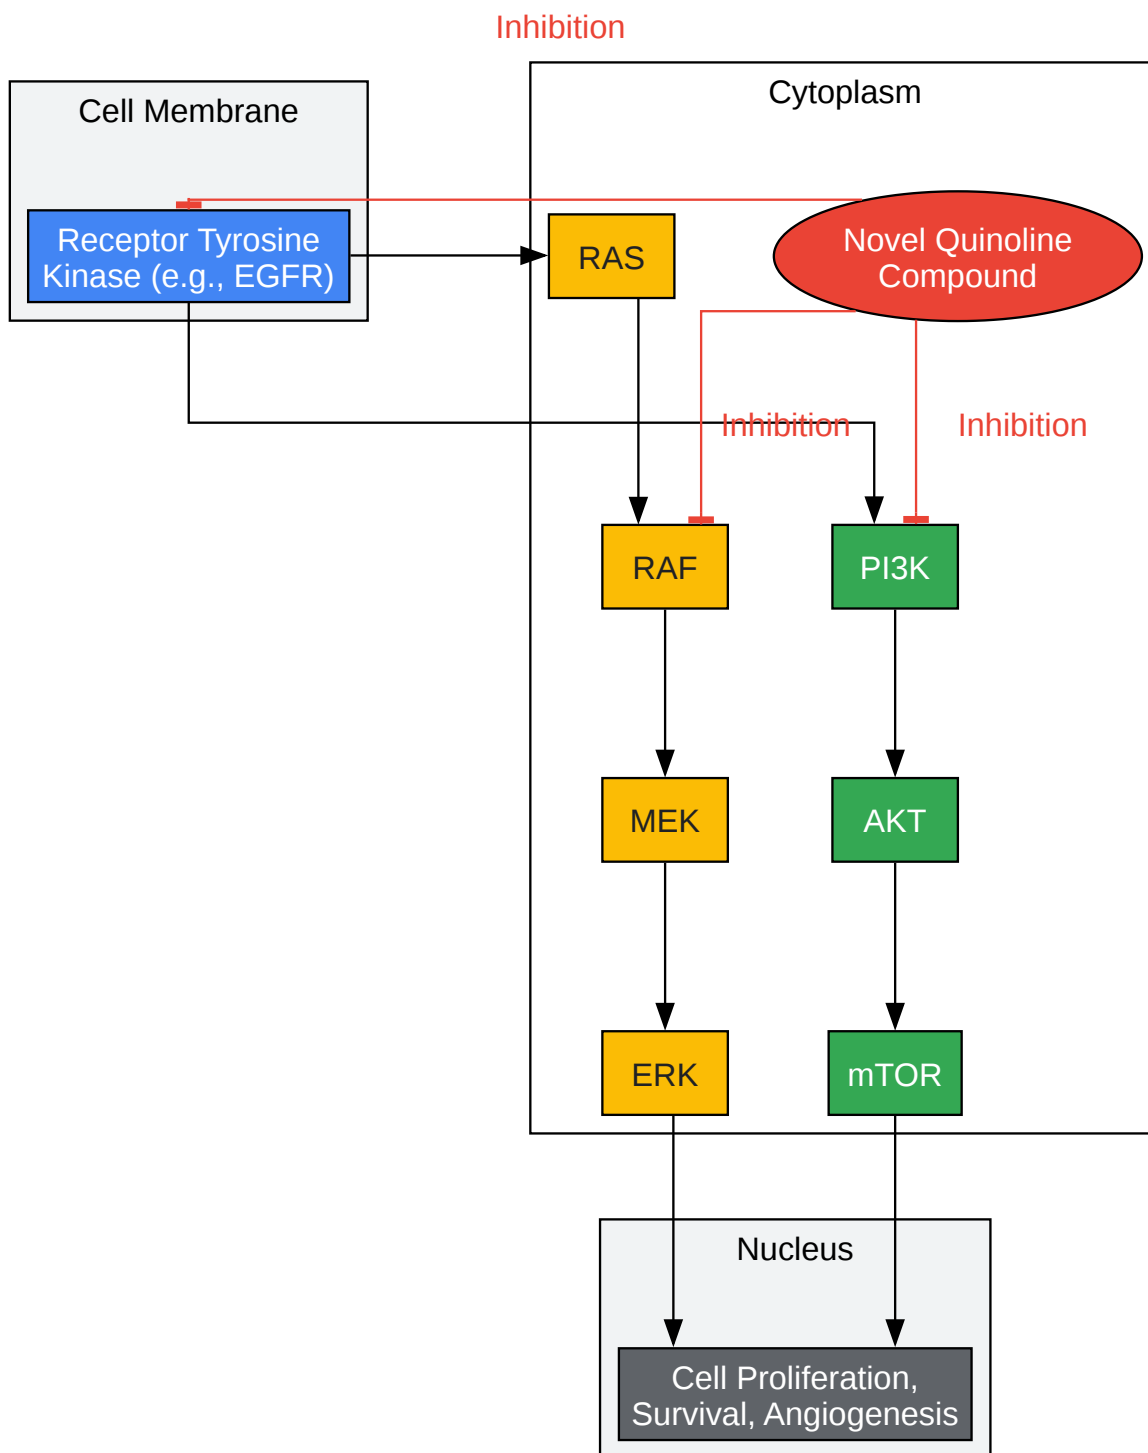 Inhibition
Cell Membrane
Cytoplasm
Receptor Tyrosine
Kinase (e.g., EGFR)
RAS
Novel Quinoline
Compound
Inhibition
Inhibition
RAF
PI3K
MEK
AKT
ERK
mTOR
Nucleus
Cell Proliferation,
Survival, Angiogenesis